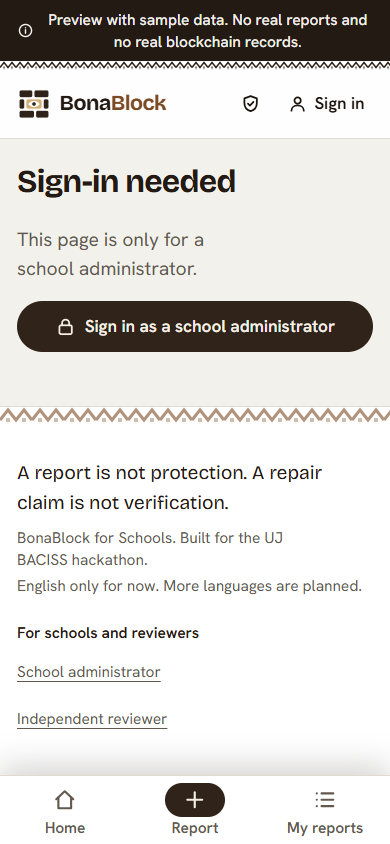 Preview with sample data. No real reports and
no real blockchain records.
BonaBlock
Sign in
Sign-in needed
This page is only for a
school administrator.
Sign in as a school administrator
A report is not protection. A repair
claim is not verification.
BonaBlock for Schools. Built for the UJ
BACISS hackathon.
English only for now. More languages are planned.
For schools and reviewers
School administrator
Independent reviewer
Home
Report
My reports